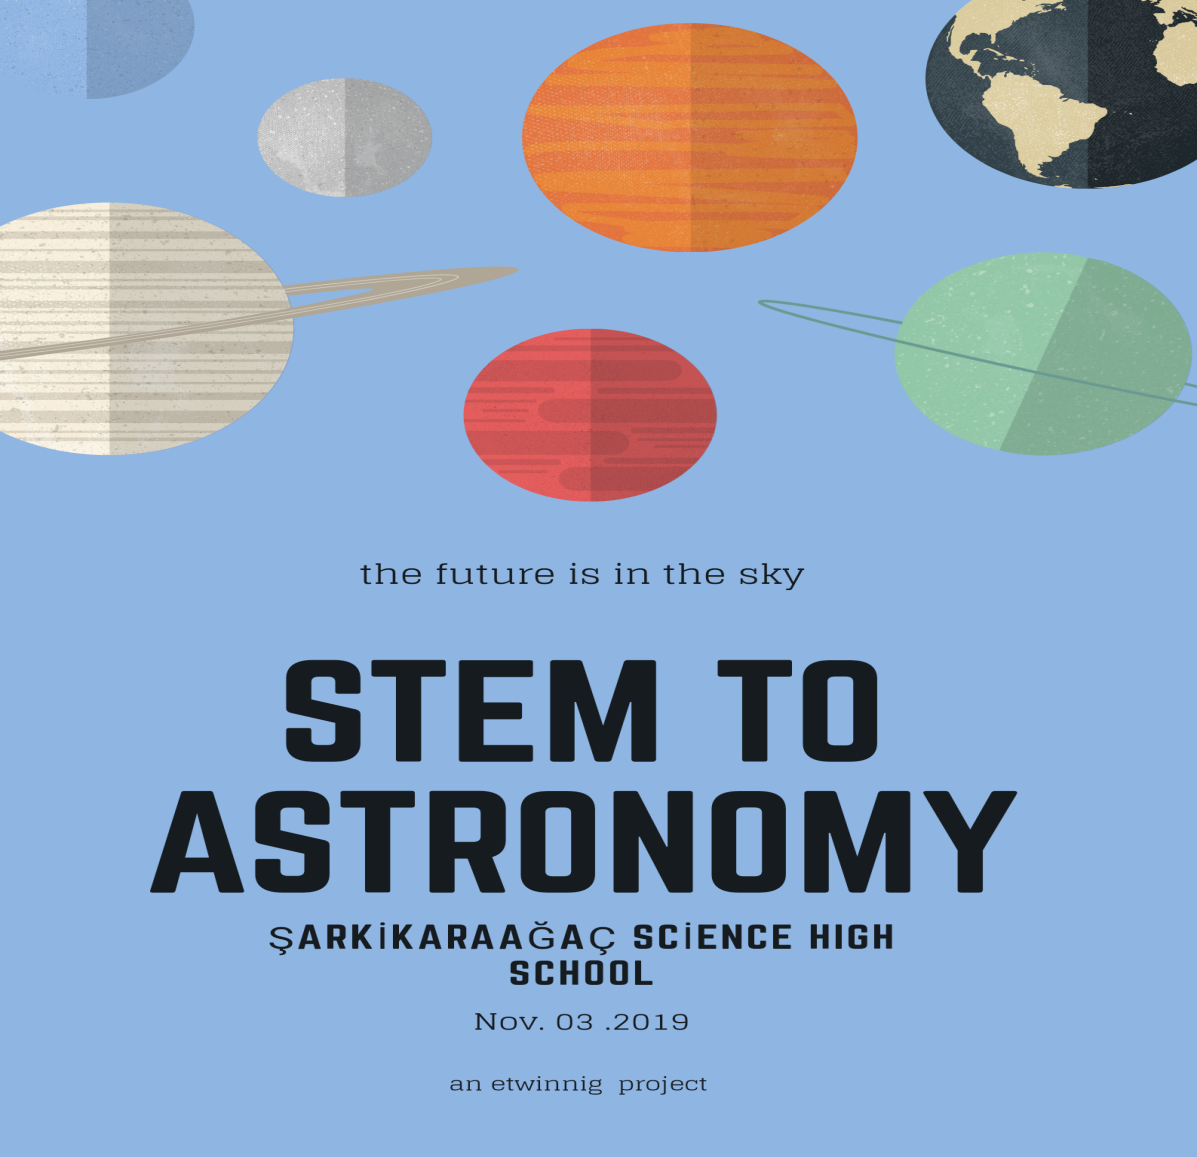 the future is in the sky
STEM TO
ASTRONOMY
ŞARKİKARAAĞAÇ SCİENCE HIGH
SCHOOL
Nov. 03 .2019
an etwinnig project